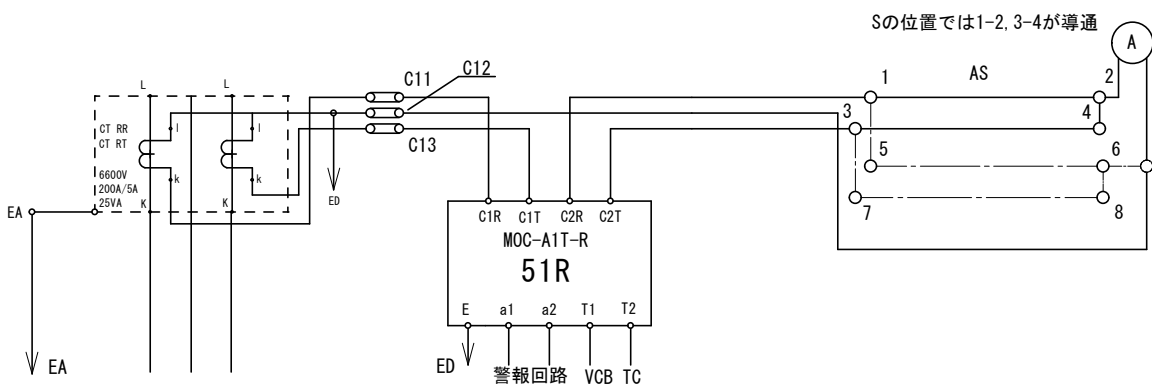 Sの位置では1-2,3-4が導通
A
AS
1
2
3
4
5
6
7
8
C11
C12
C13
L
L
l
l
CT RR
CT RT
6600V
200A/5A
25VA
k
k
K
K
EA
EA
ED
C1R
C1T
C2R
C2T
MOC-A1T-R
51R
E
a1
a2
T1
T2
ED
警報回路
VCB TC